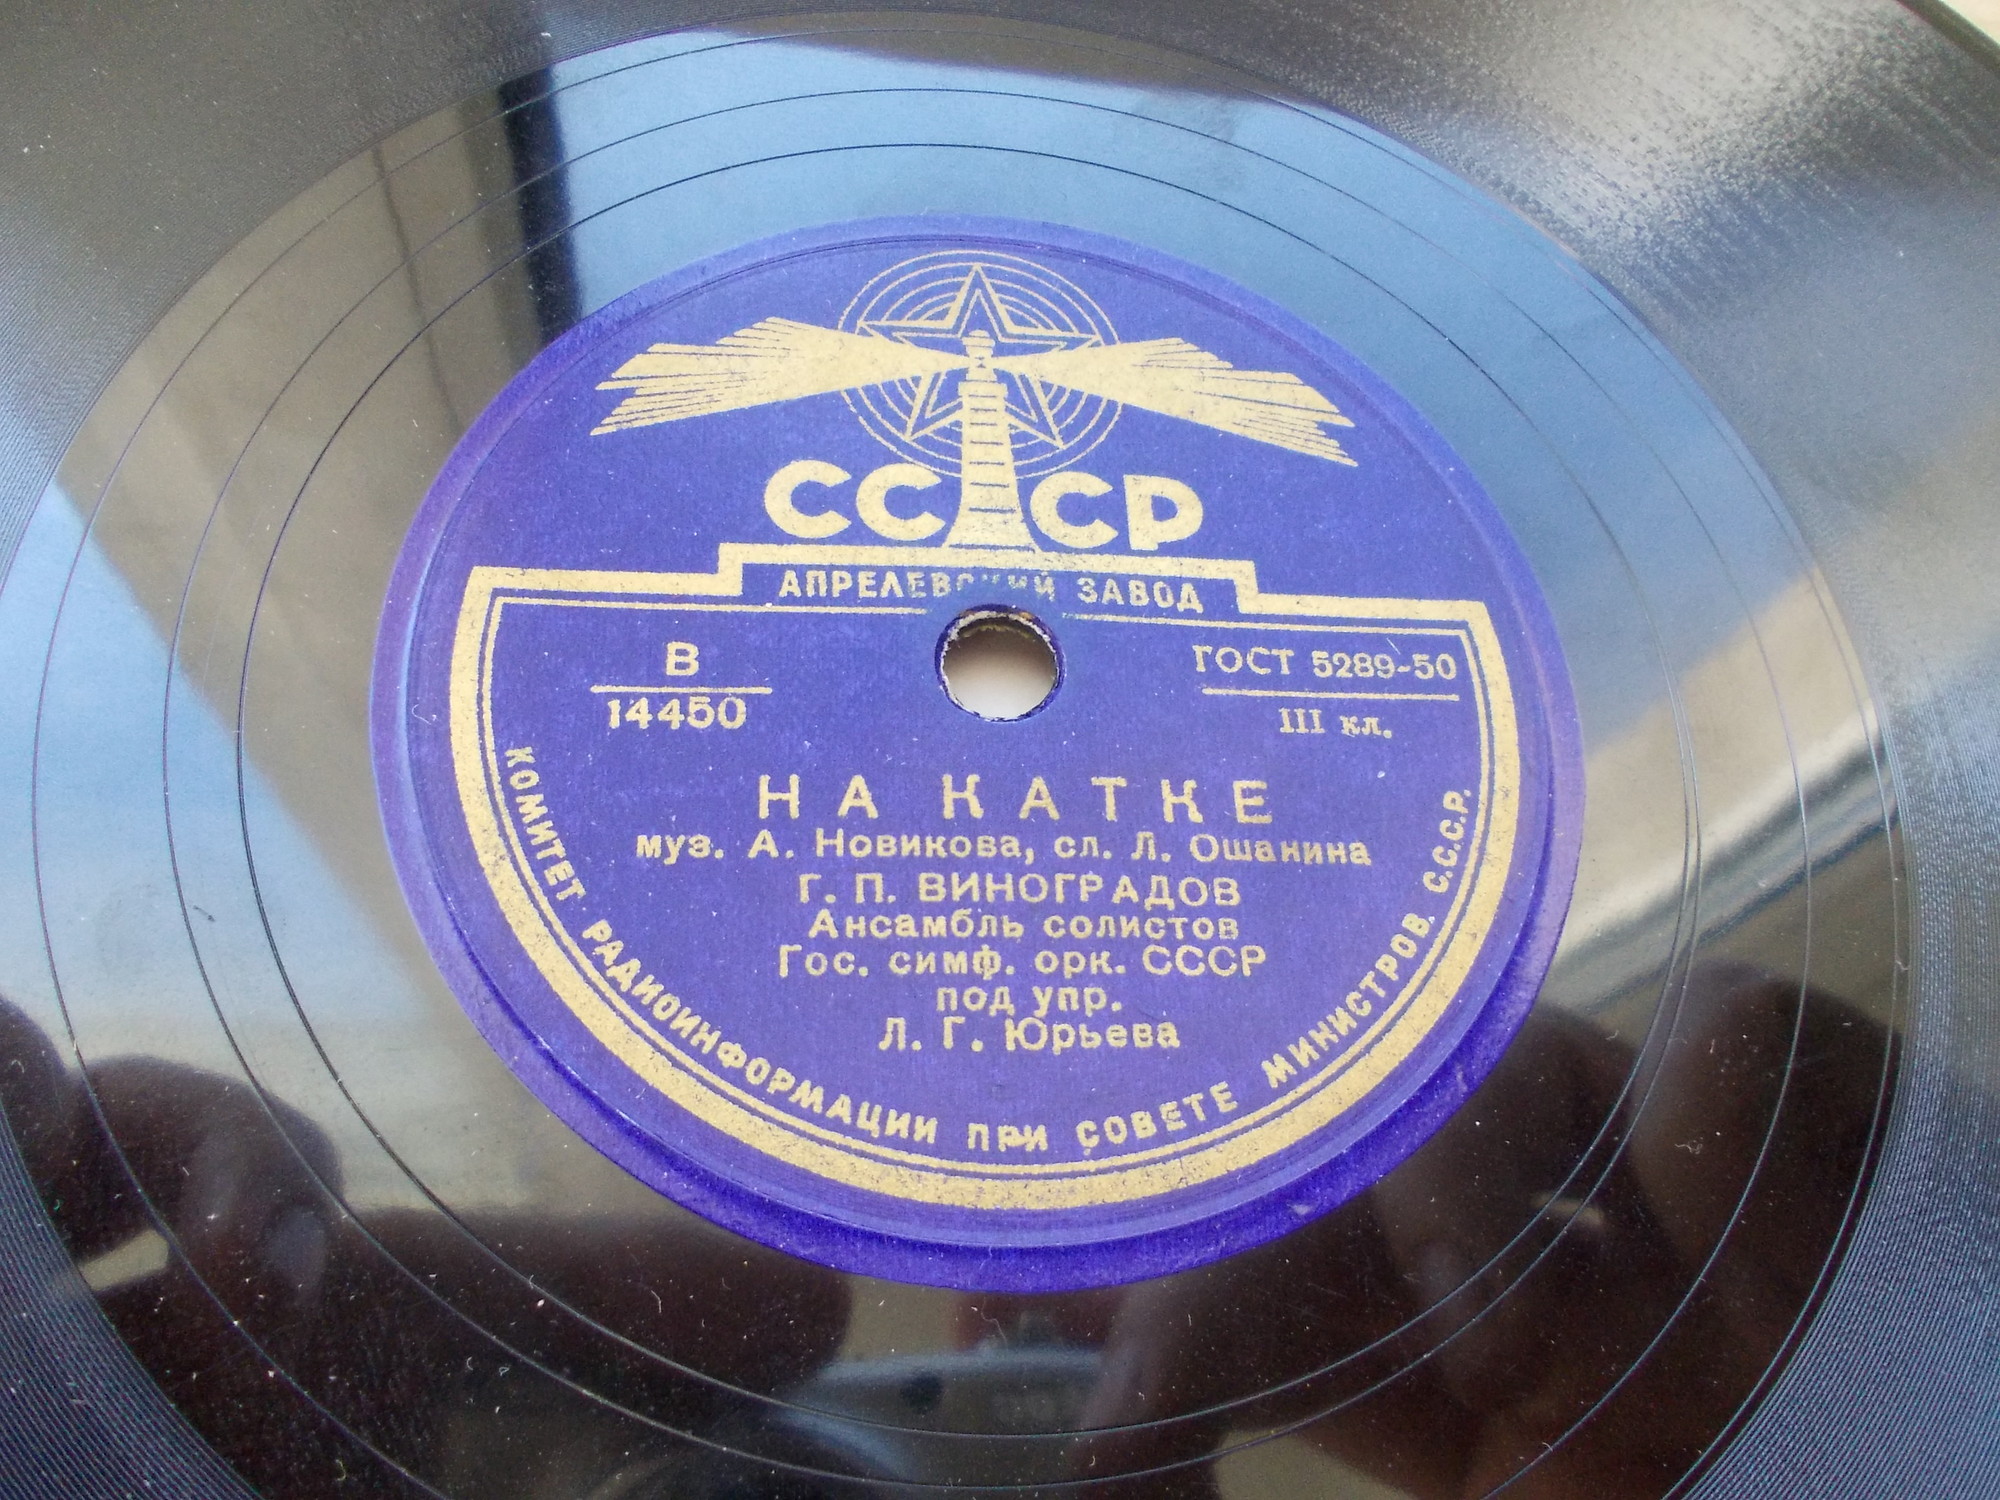 СССР
АПРЕЛЕВСКИЙ ЗАВОД
В
14450
ГОСТ 5289-50
III кл.
НА КАТКЕ
муз. А. Новикова, сл. Л. Ошанина
Г. П. ВИНОГРАДОВ
Ансамбль солистов
Гос. симф. орк. СССР
под упр.
Л. Г. Юрьева
КОМИТЕТ РАДИОИНФОРМАЦИИ ПРИ СОВЕТЕ МИНИСТРОВ. С.С.С.Р.